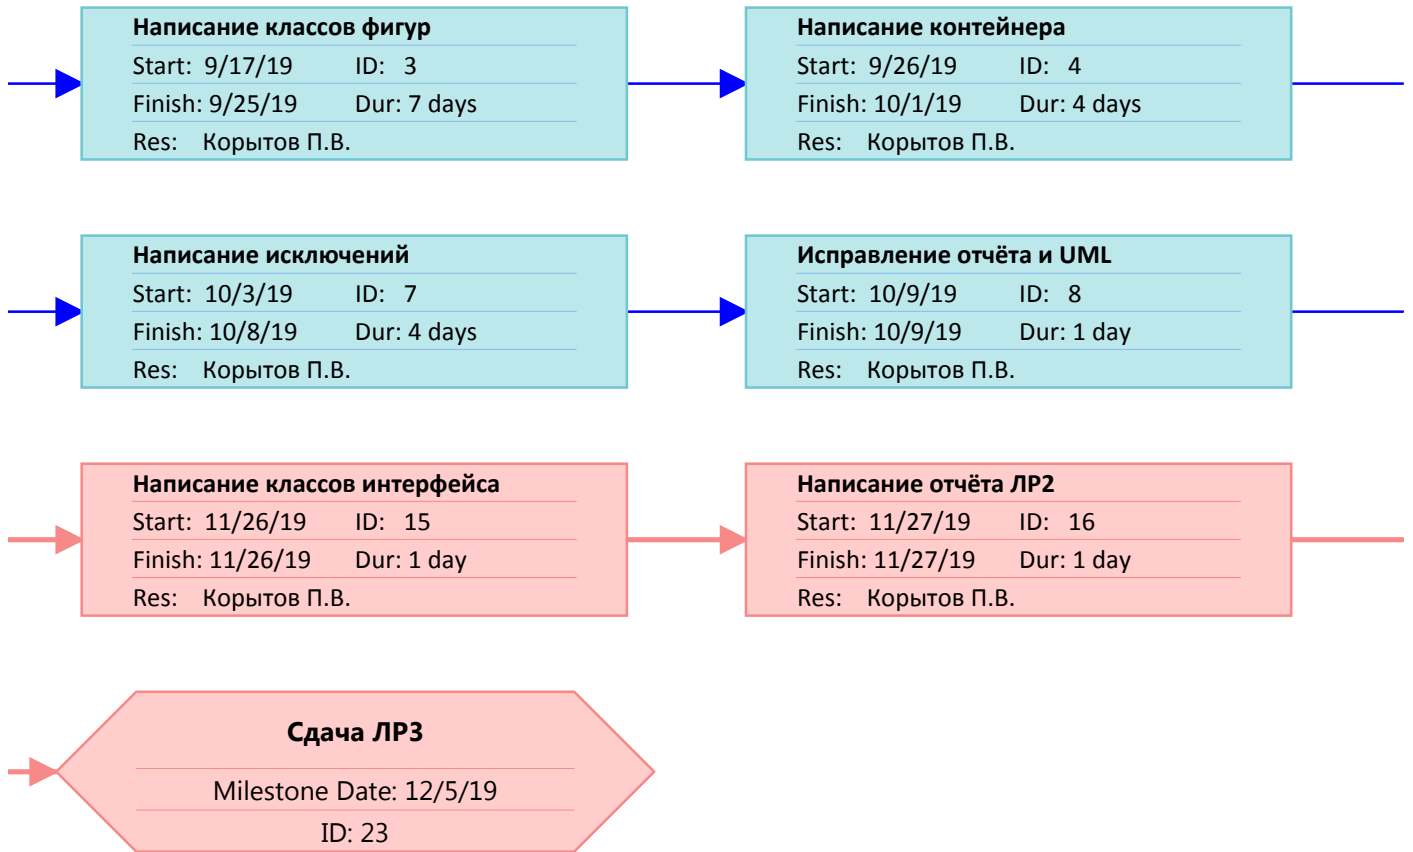 Написание классов фигур
Start: 9/17/19 ID: 3
Finish: 9/25/19 Dur: 7 days
Res: Корытов П.В.
Написание контейнера
Start: 9/26/19 ID: 4
Finish: 10/1/19 Dur: 4 days
Res: Корытов П.В.
Написание исключений
Start: 10/3/19 ID: 7
Finish: 10/8/19 Dur: 4 days
Res: Корытов П.В.
Исправление отчёта и UML
Start: 10/9/19 ID: 8
Finish: 10/9/19 Dur: 1 day
Res: Корытов П.В.
Написание классов интерфейса
Start: 11/26/19 ID: 15
Finish: 11/26/19 Dur: 1 day
Res: Корытов П.В.
Написание отчёта ЛР2
Start: 11/27/19 ID: 16
Finish: 11/27/19 Dur: 1 day
Res: Корытов П.В.
Сдача ЛР3
Milestone Date: 12/5/19
ID: 23